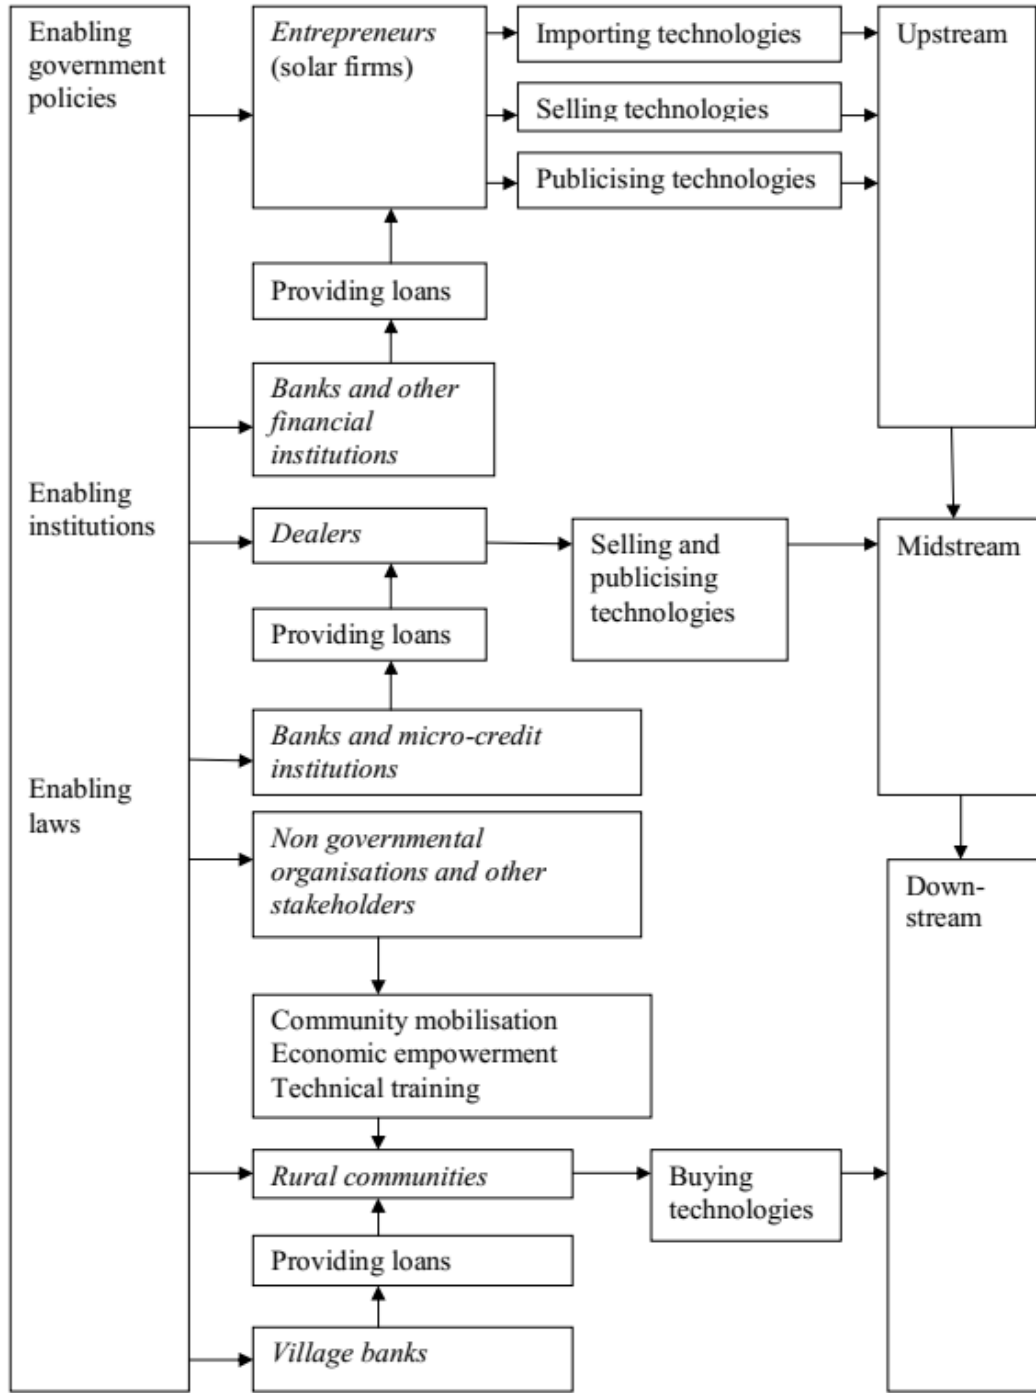 Enabling
government
policies
Enabling
institutions
Enabling
laws
Entrepreneurs
(solar firms)
Importing technologies
Selling technologies
Publicising technologies
Upstream
Providing loans
Banks and other
financial
institutions
Dealers
Selling and
publicising
technologies
Midstream
Providing loans
Banks and micro-credit
institutions
Non governmental
organisations and other
stakeholders
Down-
stream
Community mobilisation
Economic empowerment
Technical training
Rural communities
Buying
technologies
Providing loans
Village banks